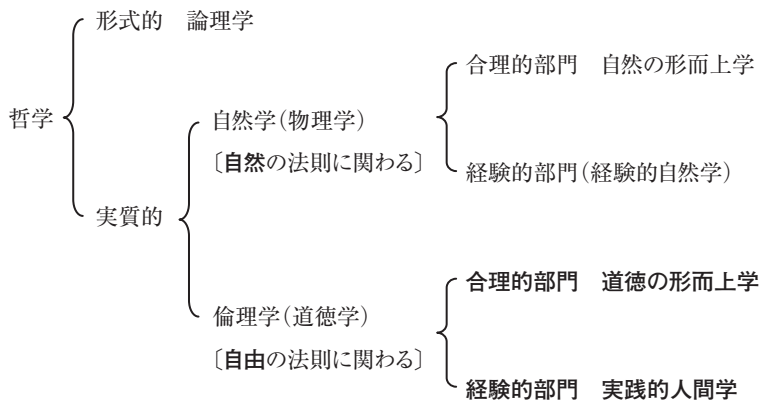 哲学
形式的　論理学
実質的
自然学(物理学)
〔自然の法則に関わる〕
合理的部門　自然の形而上学
経験的部門(経験的自然学)
倫理学(道徳学)
〔自由の法則に関わる〕
合理的部門　道徳の形而上学
経験的部門　実践的人間学